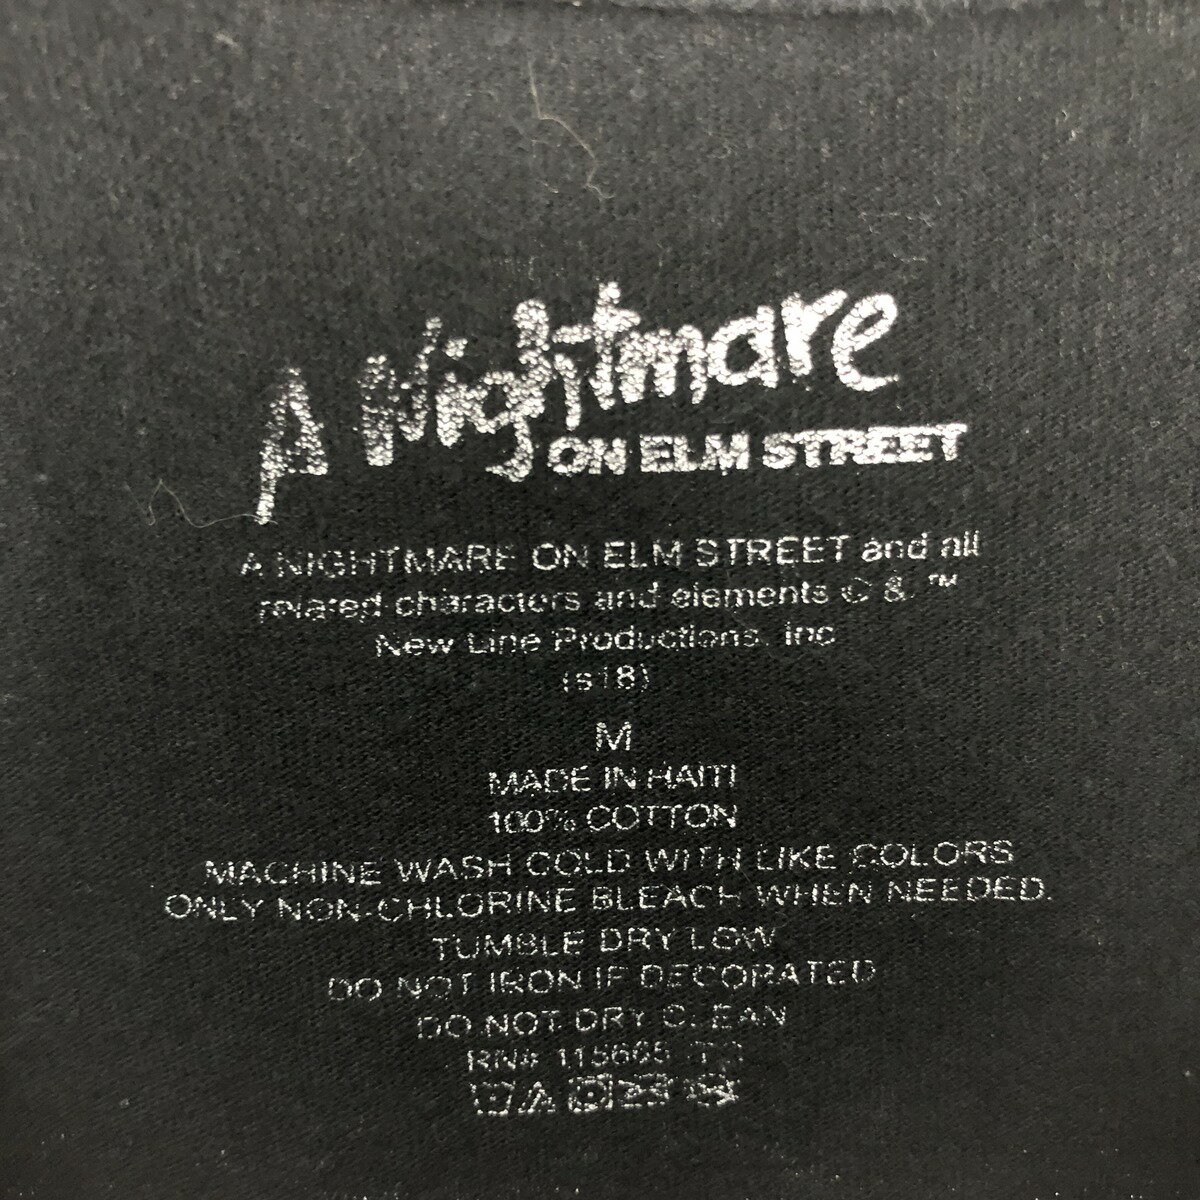 A Nightmare
ON ELM STREET
A NIGHTMARE ON ELM STREET and all
related characters and elements © & ™
New Line Productions, Inc
(s18)
M
MADE IN HAITI
100% COTTON
MACHINE WASH COLD WITH LIKE COLORS
ONLY NON-CHLORINE BLEACH WHEN NEEDED.
TUMBLE DRY LOW
DO NOT IRON IF DECORATED
DO NOT DRY CLEAN
RN# 115665